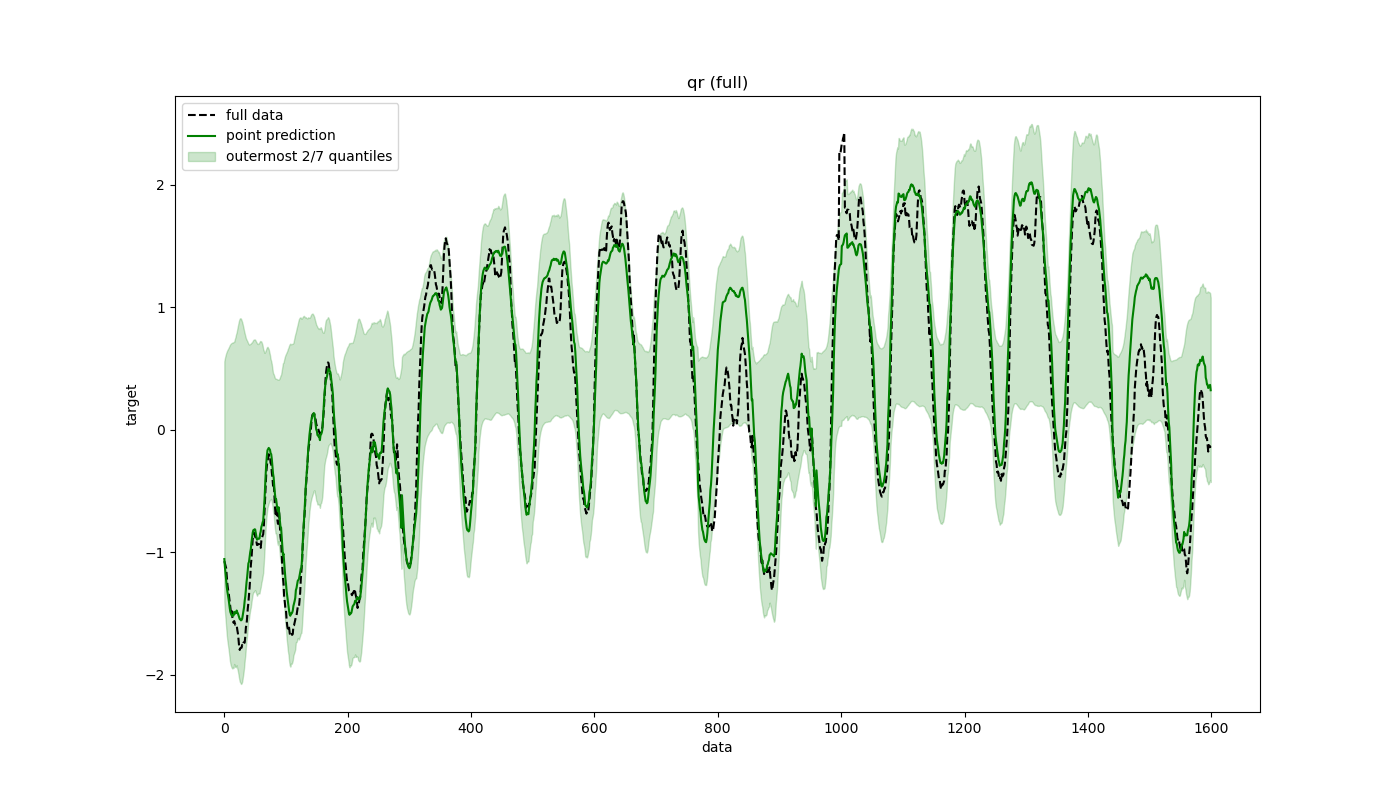 qr (full)
full data
point prediction
outermost 2/7 quantiles
target
2
1
0
−1
−2
0 200 400 600 800 1000 1200 1400 1600
data